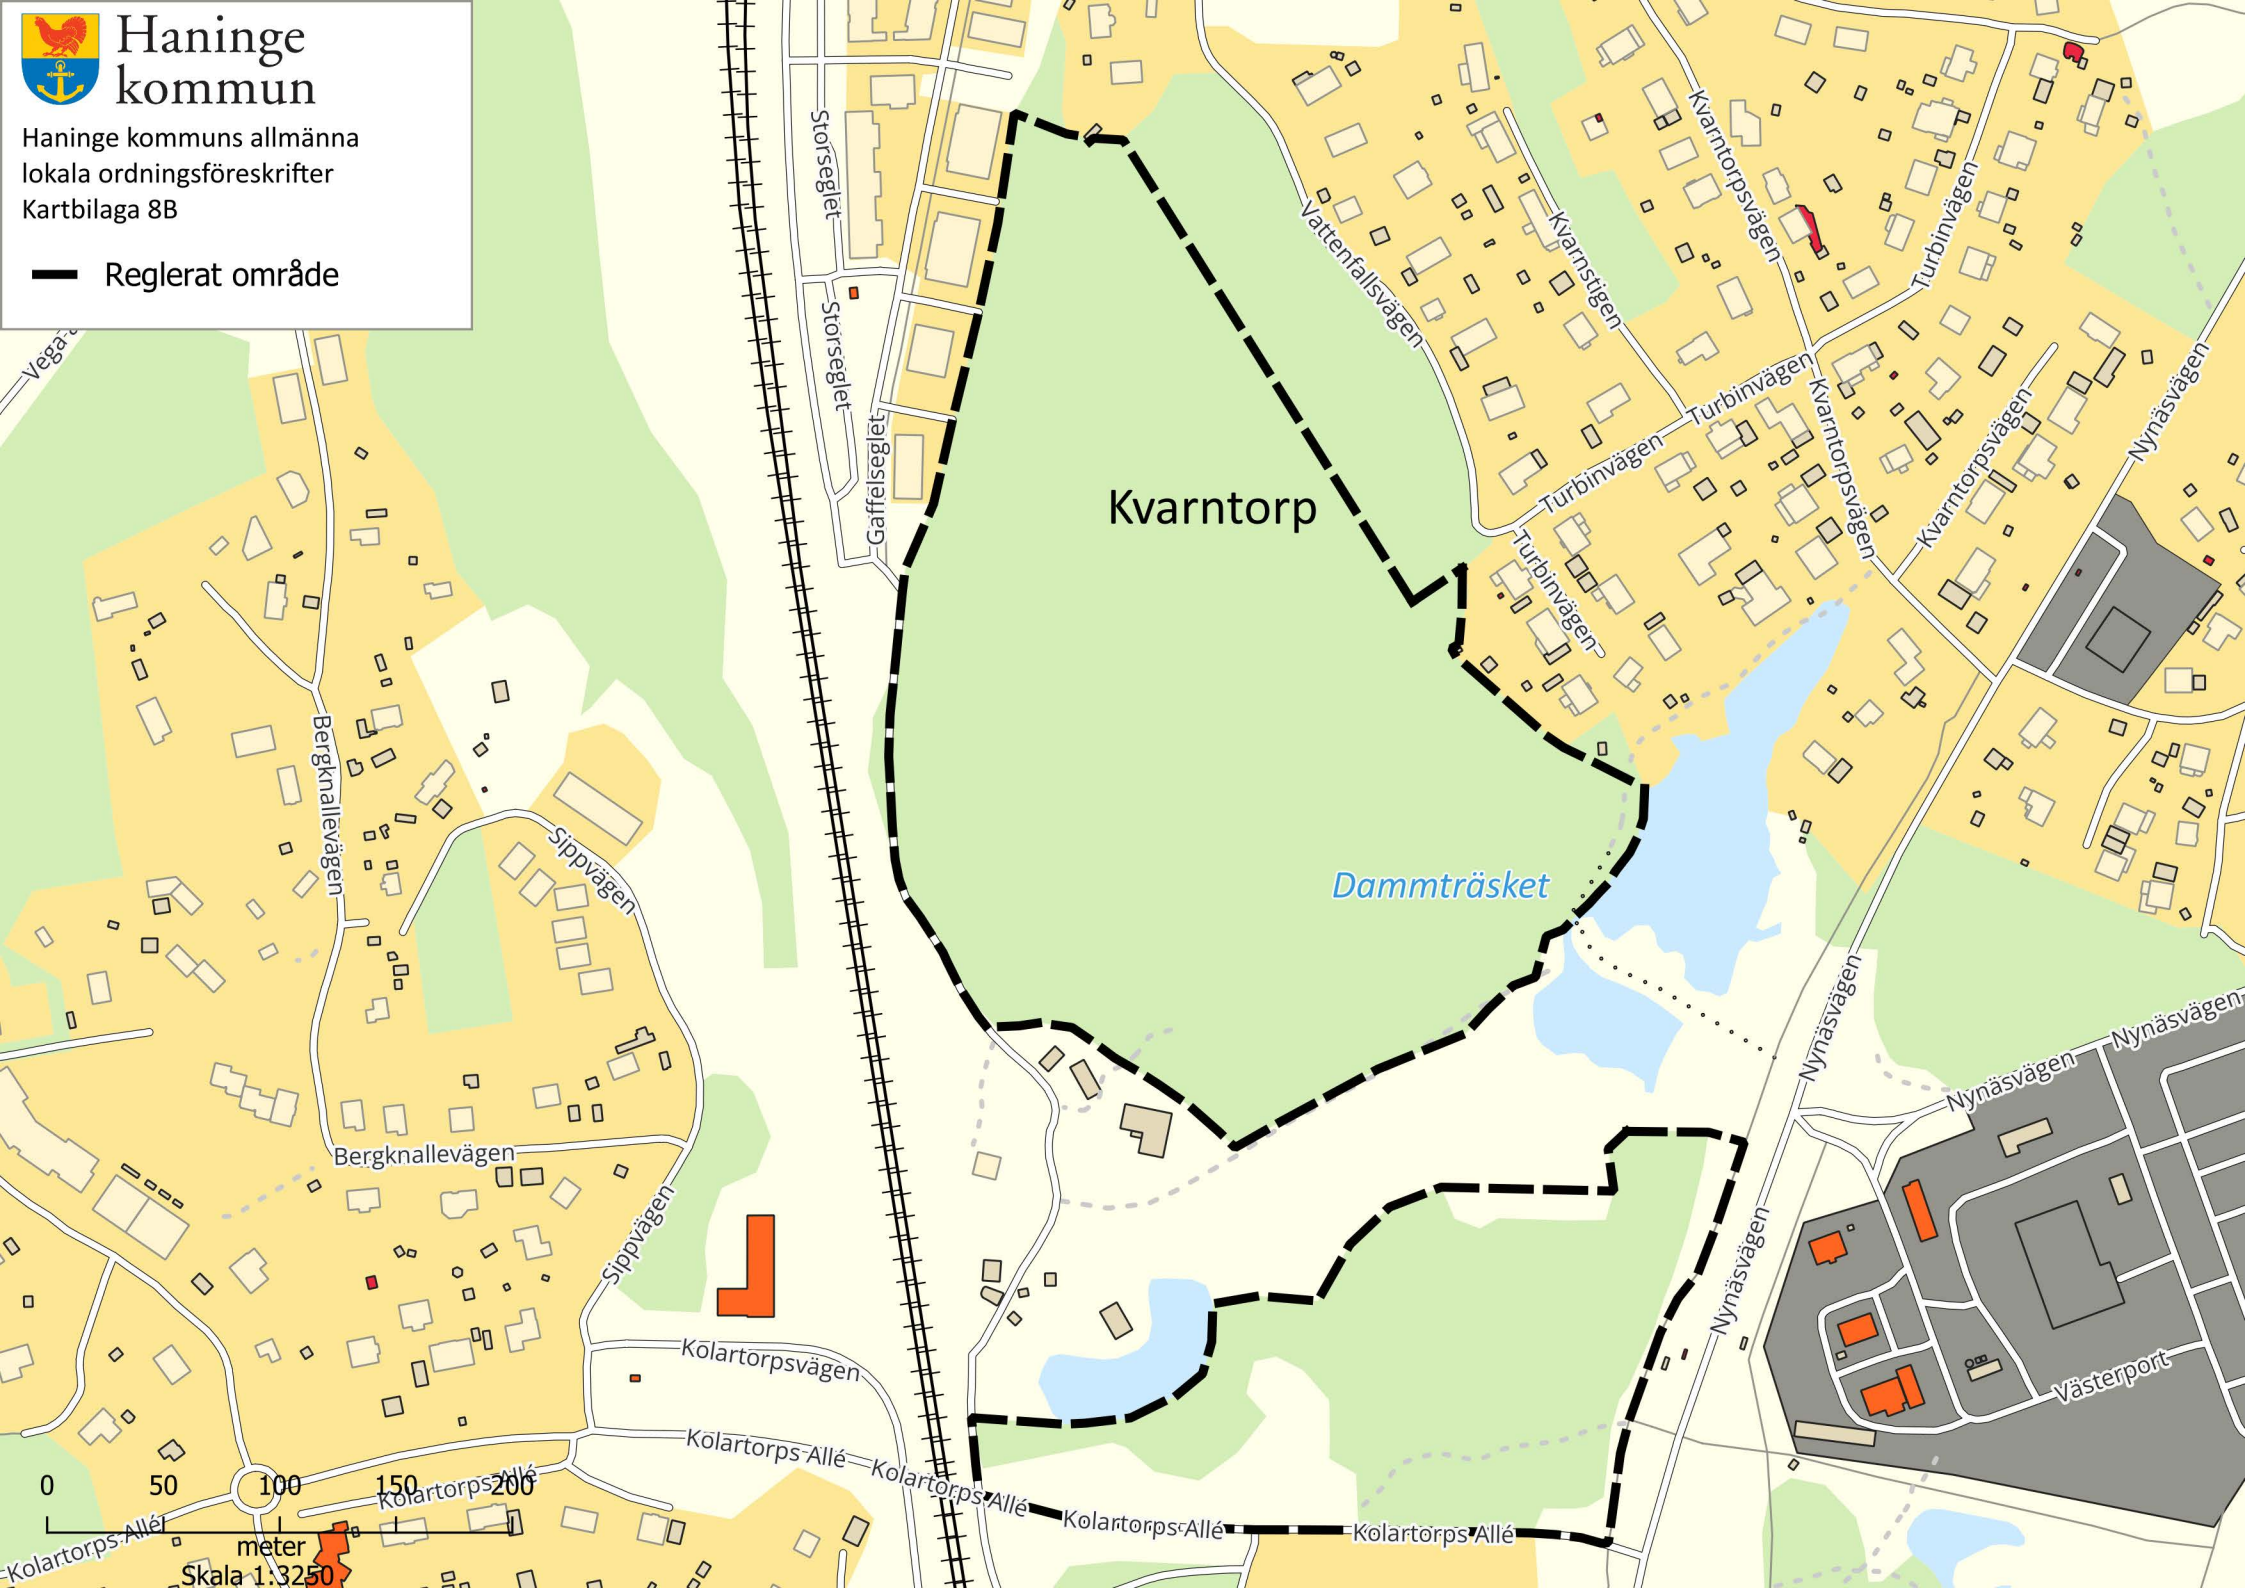 Haninge
kommun
Haninge kommuns allmänna
lokala ordningsföreskrifter
Kartbilaga 8B
Reglerat område
Storseglet
Storseglet
Gaffelseglet
Vattenfallsvägen
Kvarnstigen
Kvarntorpsvägen
Turbinvägen
Turbinvägen
Turbinvägen
Turbinvägen
Kvarntorpsvägen
Kvarntorpsvägen
Nynäsvägen
Kvarntorp
Dammträsket
Bergknallevägen
Sippvägen
Bergknallevägen
Sippvägen
Nynäsvägen
Nynäsvägen
Nynäsvägen
Nynäsvägen
Västerport
Kolartorpsvägen
Kolartorps Allé
Kolartorps Allé
Kolartorps Allé
Kolartorps Allé
Kolartorps Allé
Kolartorps Allé
0 50 100 150 200
meter
Skala 1:3250